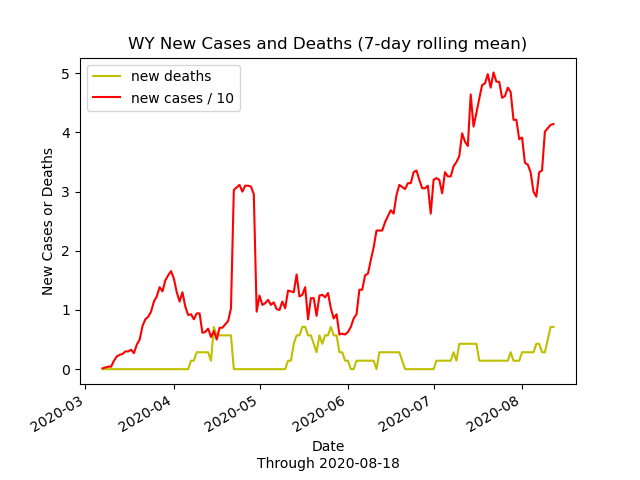 WY New Cases and Deaths (7-day rolling mean)
new deaths
new cases / 10
New Cases or Deaths
5
4
3
2
1
0
2020-03
2020-04
2020-05
2020-06
2020-07
2020-08
Date
Through 2020-08-18